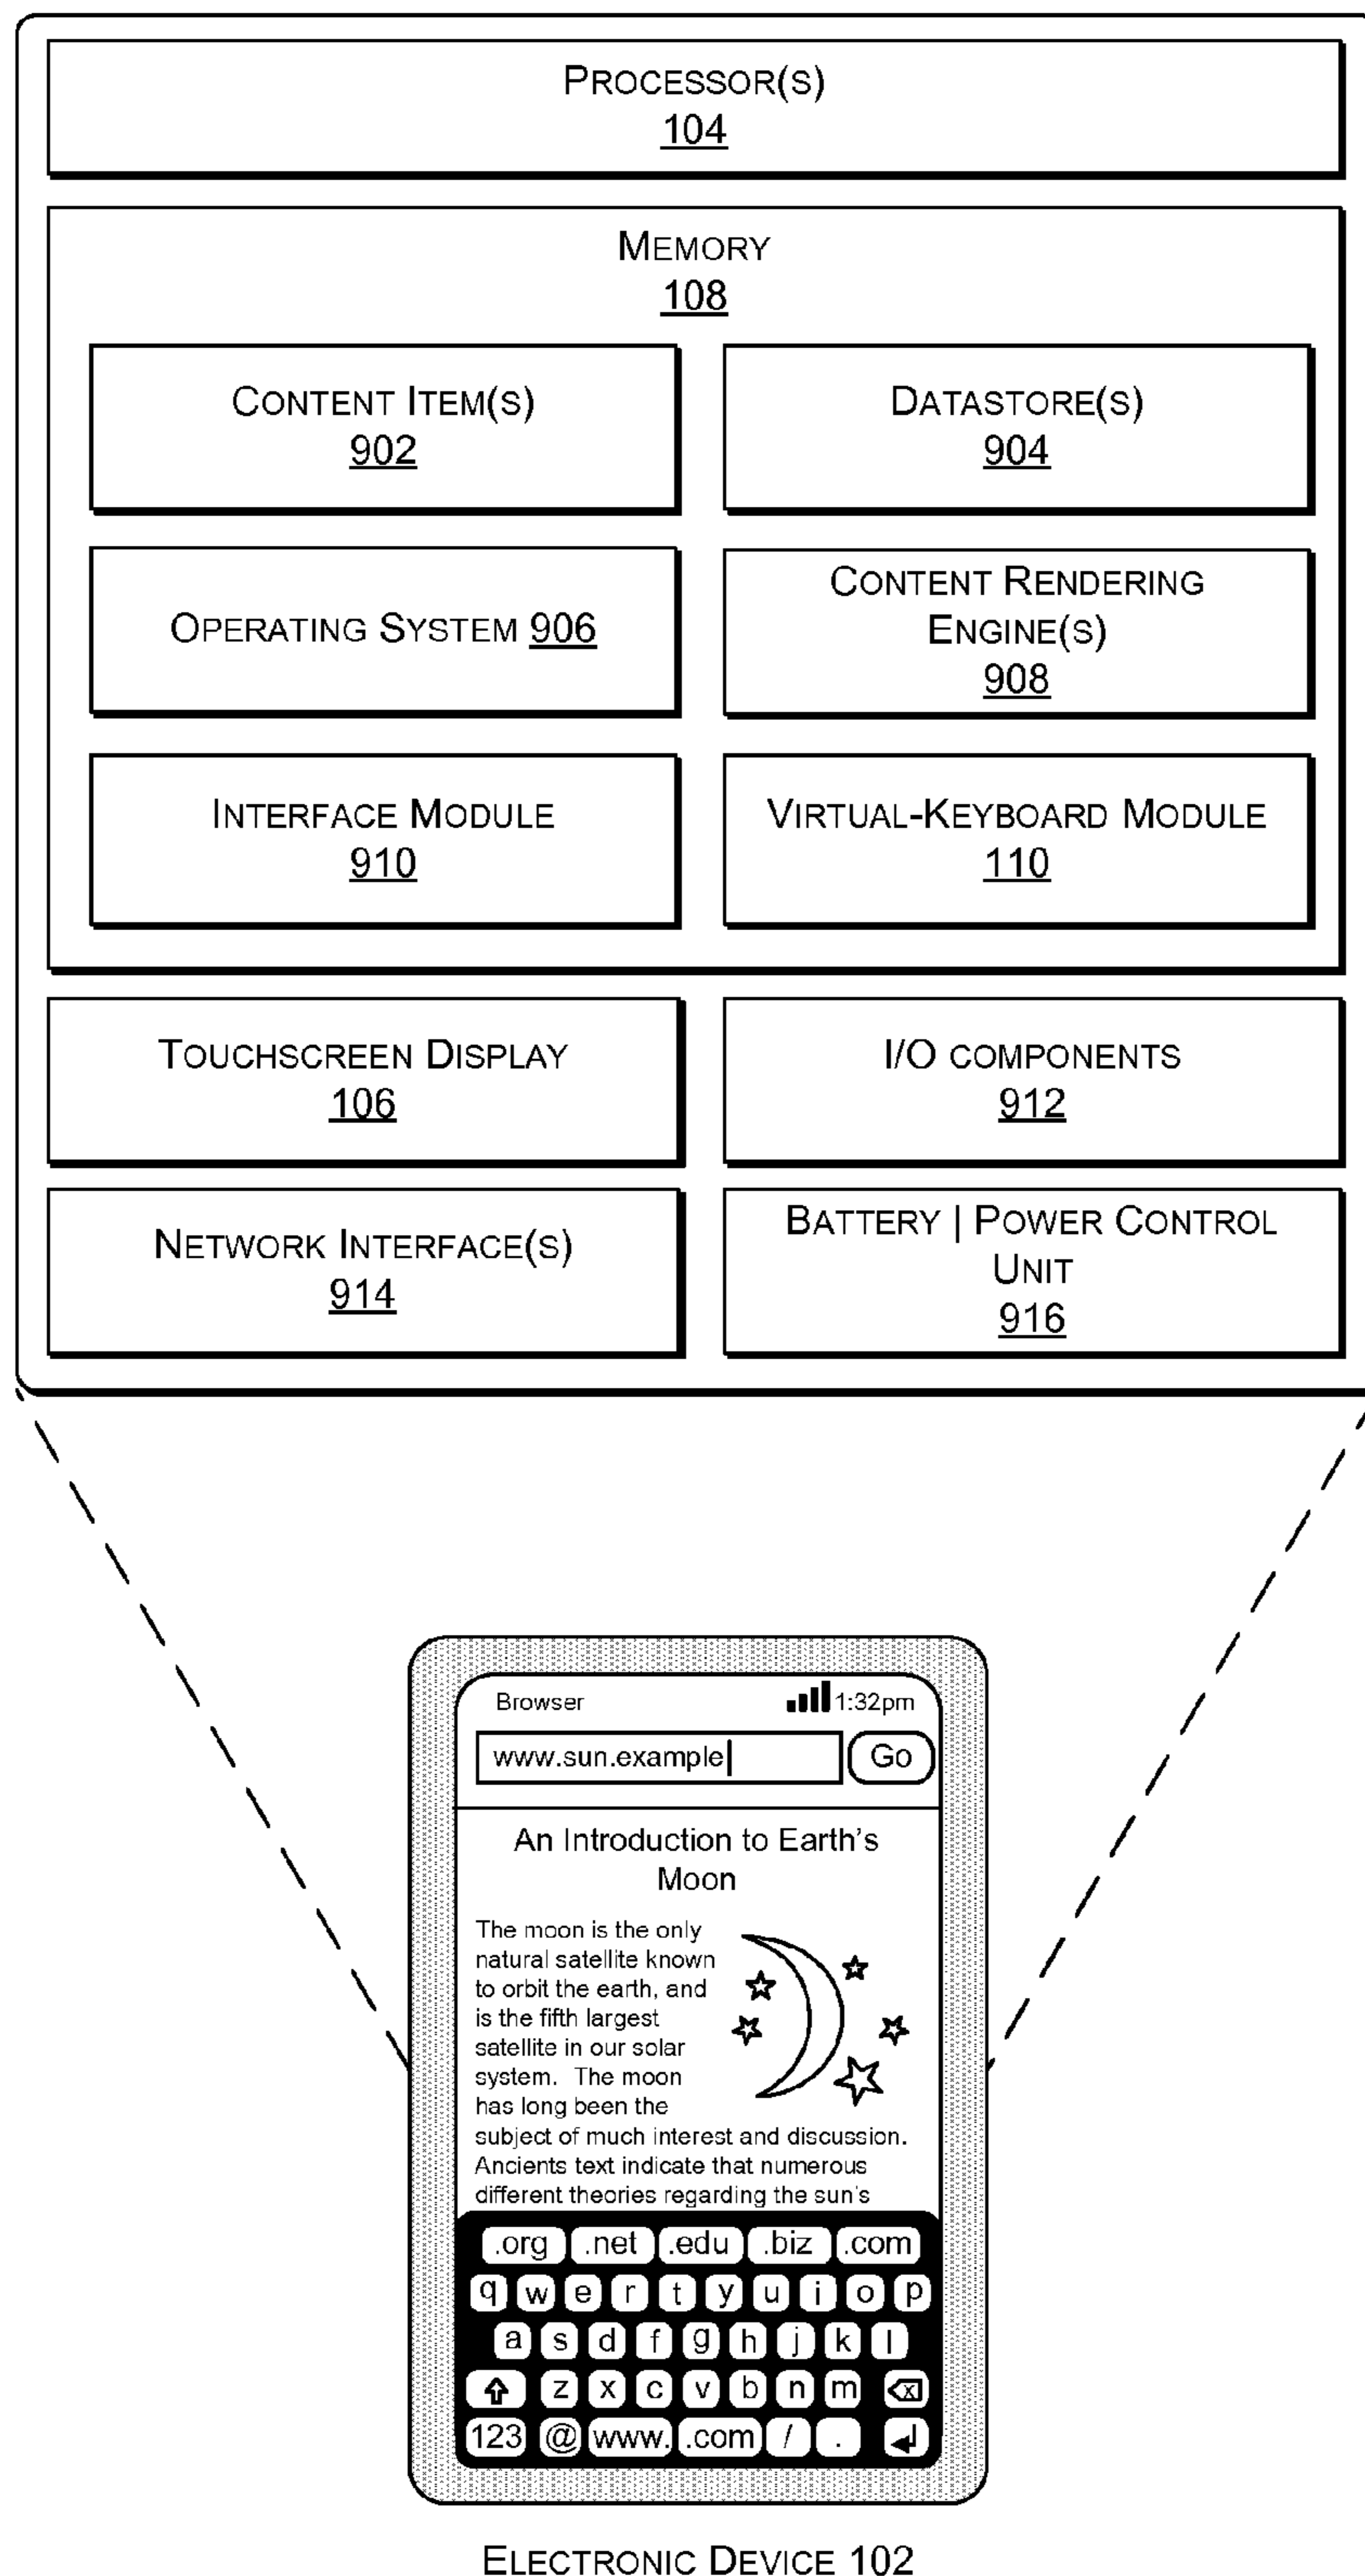 PROCESSOR(S)
104
MEMORY
108
CONTENT ITEM(S)
902
DATASTORE(S)
904
OPERATING SYSTEM 906
CONTENT RENDERING
ENGINE(S)
908
INTERFACE MODULE
910
VIRTUAL-KEYBOARD MODULE
110
TOUCHSCREEN DISPLAY
106
I/O COMPONENTS
912
NETWORK INTERFACE(S)
914
BATTERY | POWER CONTROL
UNIT
916
Browser 1:32pm
www.sun.example Go
An Introduction to Earth's
Moon
The moon is the only
natural satellite known
to orbit the earth, and
is the fifth largest
satellite in our solar
system. The moon
has long been the
subject of much interest and discussion.
Ancients text indicate that numerous
different theories regarding the sun's
.org .net .edu .biz .com
q w e r t y u i o p
a s d f g h j k l
z x c v b n m
123 @ www. .com / .
ELECTRONIC DEVICE 102